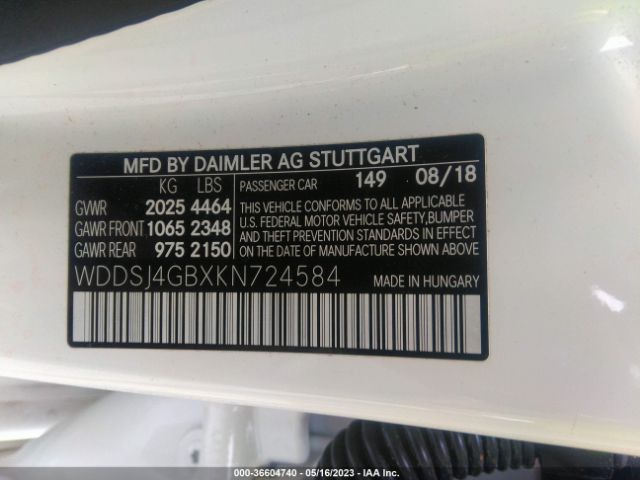 MFD BY DAIMLER AG STUTTGART
KG LBS PASSENGER CAR 149 08/18
GVWR 2025 4464
GAWR FRONT 1065 2348
GAWR REAR 975 2150
THIS VEHICLE CONFORMS TO ALL APPLICABLE
U.S. FEDERAL MOTOR VEHICLE SAFETY, BUMPER
AND THEFT PREVENTION STANDARDS IN EFFECT
ON THE DATE OF MANUFACTURE SHOWN ABOVE.
WDDSJ4GBXKN724584 MADE IN HUNGARY
000-36604740 - 05/16/2023 - IAA Inc.